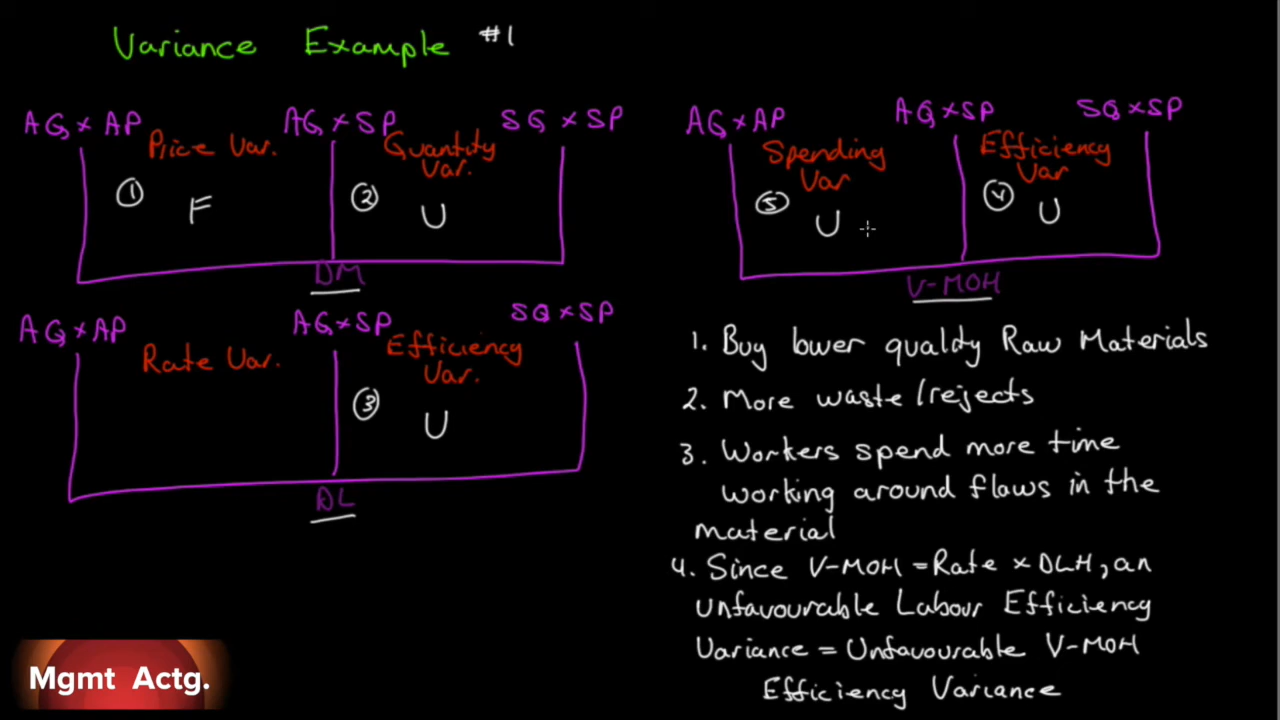 Variance Example #1
AQ x AP
AQ x SP
SQ x SP
Price Var.
Quantity
Var.
① F
② U
DM
AQ x AP
AQ x SP
SQ x SP
Rate Var.
Efficiency
Var.
③ U
DL
AQ x AP
AQ x SP
SQ x SP
Spending
Var
Efficiency
Var
⑤ U
④ U
V-MOH
1. Buy lower quality Raw Materials
2. More waste/rejects
3. Workers spend more time
working around flaws in the
material
4. Since V-MOH = Rate x DLH, an
Unfavourable Labour Efficiency
Variance = Unfavourable V-MOH
Efficiency Variance
Mgmt Actg.